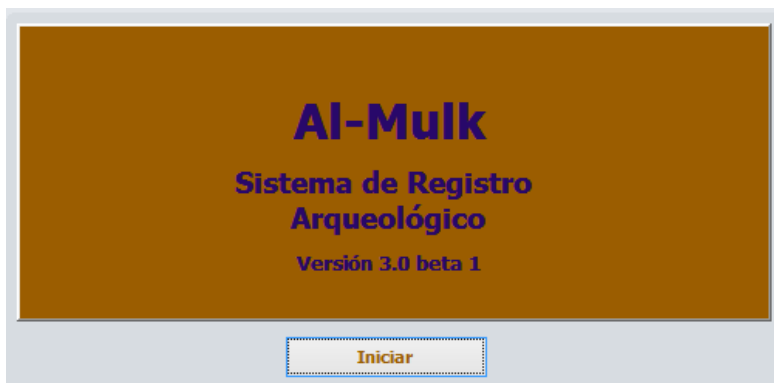 Al-Mulk
Sistema de Registro
Arqueológico
Versión 3.0 beta 1
Iniciar